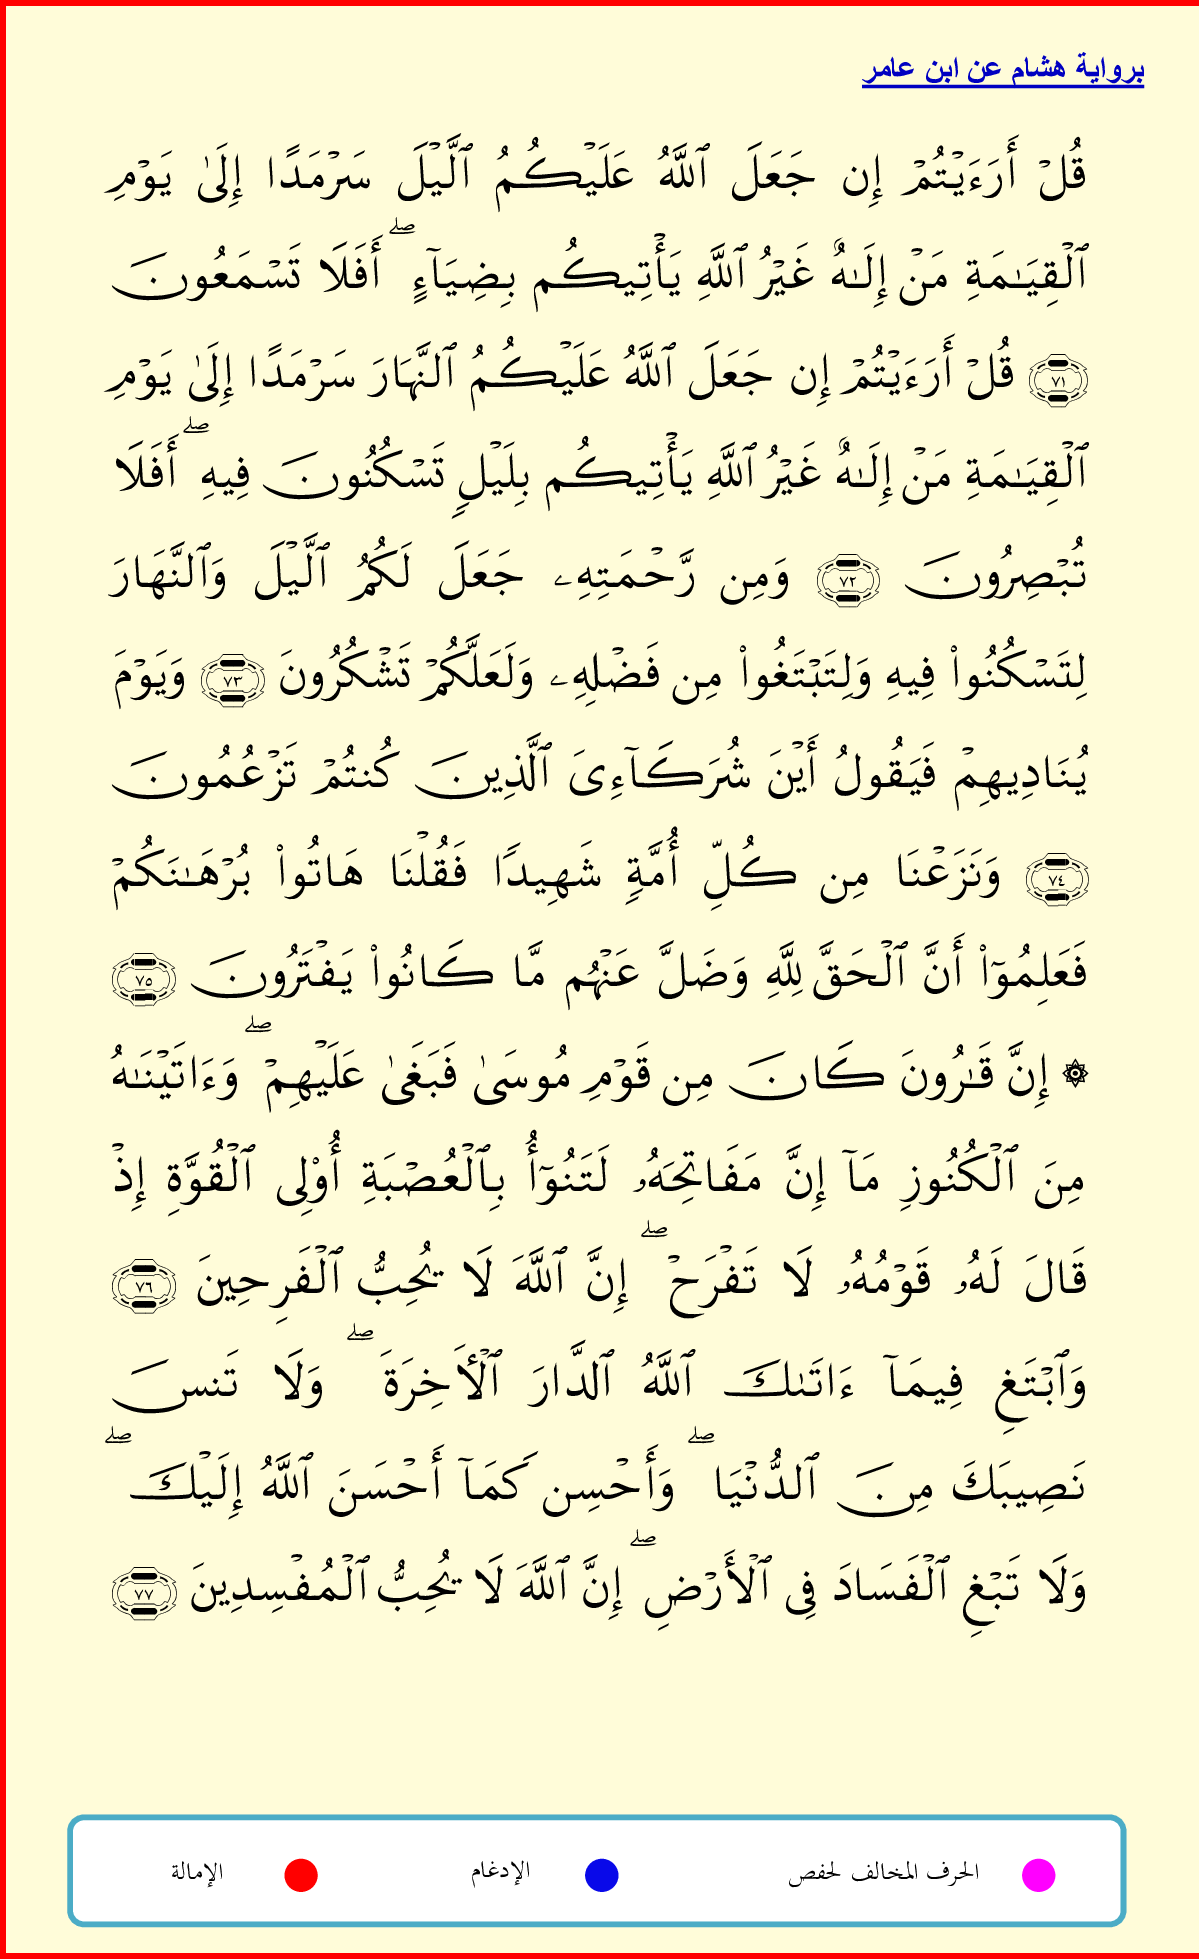 برواية هشام عن ابن عامر
قُلۡ أَرَءَيۡتُمۡ إِن جَعَلَ ٱللَّهُ عَلَيۡكُمُ ٱلَّيۡلَ سَرۡمَدًا إِلَىٰ يَوۡمِ
ٱلۡقِيَٰمَةِ مَنۡ إِلَٰهٌ غَيۡرُ ٱللَّهِ يَأۡتِيكُم بِضِيَآءٍۖ أَفَلَا تَسۡمَعُونَ
٧١ قُلۡ أَرَءَيۡتُمۡ إِن جَعَلَ ٱللَّهُ عَلَيۡكُمُ ٱلنَّهَارَ سَرۡمَدًا إِلَىٰ يَوۡمِ
ٱلۡقِيَٰمَةِ مَنۡ إِلَٰهٌ غَيۡرُ ٱللَّهِ يَأۡتِيكُم بِلَيۡلٖ تَسۡكُنُونَ فِيهِۖ أَفَلَا
تُبۡصِرُونَ ٧٢ وَمِن رَّحۡمَتِهِۦ جَعَلَ لَكُمُ ٱلَّيۡلَ وَٱلنَّهَارَ
لِتَسۡكُنُواْ فِيهِ وَلِتَبۡتَغُواْ مِن فَضۡلِهِۦ وَلَعَلَّكُمۡ تَشۡكُرُونَ ٧٣ وَيَوۡمَ
يُنَادِيهِمۡ فَيَقُولُ أَيۡنَ شُرَكَآءِيَ ٱلَّذِينَ كُنتُمۡ تَزۡعُمُونَ
٧٤ وَنَزَعۡنَا مِن كُلِّ أُمَّةٖ شَهِيدٗا فَقُلۡنَا هَاتُواْ بُرۡهَٰنَكُمۡ
فَعَلِمُوٓاْ أَنَّ ٱلۡحَقَّ لِلَّهِ وَضَلَّ عَنۡهُم مَّا كَانُواْ يَفۡتَرُونَ ٧٥
۞ إِنَّ قَٰرُونَ كَانَ مِن قَوۡمِ مُوسَىٰ فَبَغَىٰ عَلَيۡهِمۡۖ وَءَاتَيۡنَٰهُ
مِنَ ٱلۡكُنُوزِ مَآ إِنَّ مَفَاتِحَهُۥ لَتَنُوٓأُ بِٱلۡعُصۡبَةِ أُوْلِي ٱلۡقُوَّةِ إِذۡ
قَالَ لَهُۥ قَوۡمُهُۥ لَا تَفۡرَحۡۖ إِنَّ ٱللَّهَ لَا يُحِبُّ ٱلۡفَرِحِينَ ٧٦
وَٱبۡتَغِ فِيمَآ ءَاتَىٰكَ ٱللَّهُ ٱلدَّارَ ٱلۡأٓخِرَةَۖ وَلَا تَنسَ
نَصِيبَكَ مِنَ ٱلدُّنۡيَاۖ وَأَحۡسِن كَمَآ أَحۡسَنَ ٱللَّهُ إِلَيۡكَۖ
وَلَا تَبۡغِ ٱلۡفَسَادَ فِي ٱلۡأَرۡضِۖ إِنَّ ٱللَّهَ لَا يُحِبُّ ٱلۡمُفۡسِدِينَ ٧٧
الحرف المخالف لحفص الإدغام الإمالة